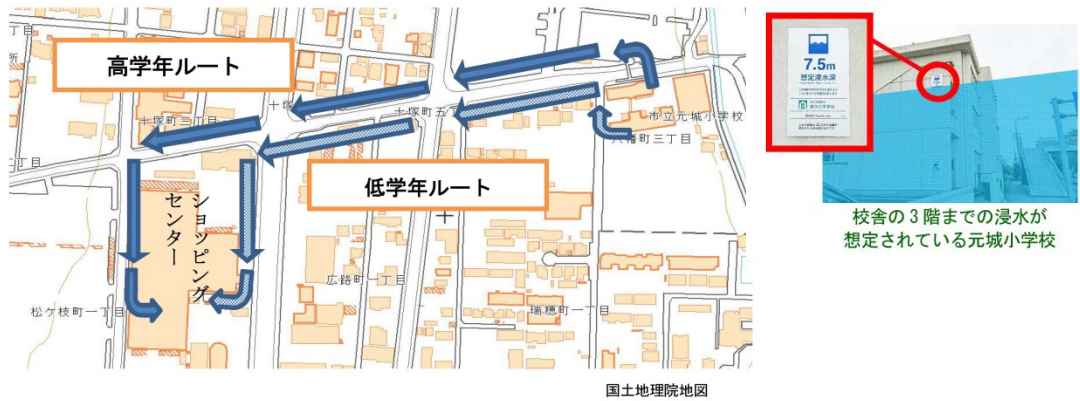 高学年ルート
低学年ルート
十塚町三丁目
十塚
十塚町五丁
市立元城小学校
八幡町三丁目
ショッピング
センター
松ケ枝町一丁目
広路町一丁目
瑞穂町一丁目
国土地理院地図
7.5m
想定浸水深
校舎の3階までの浸水が
想定されている元城小学校